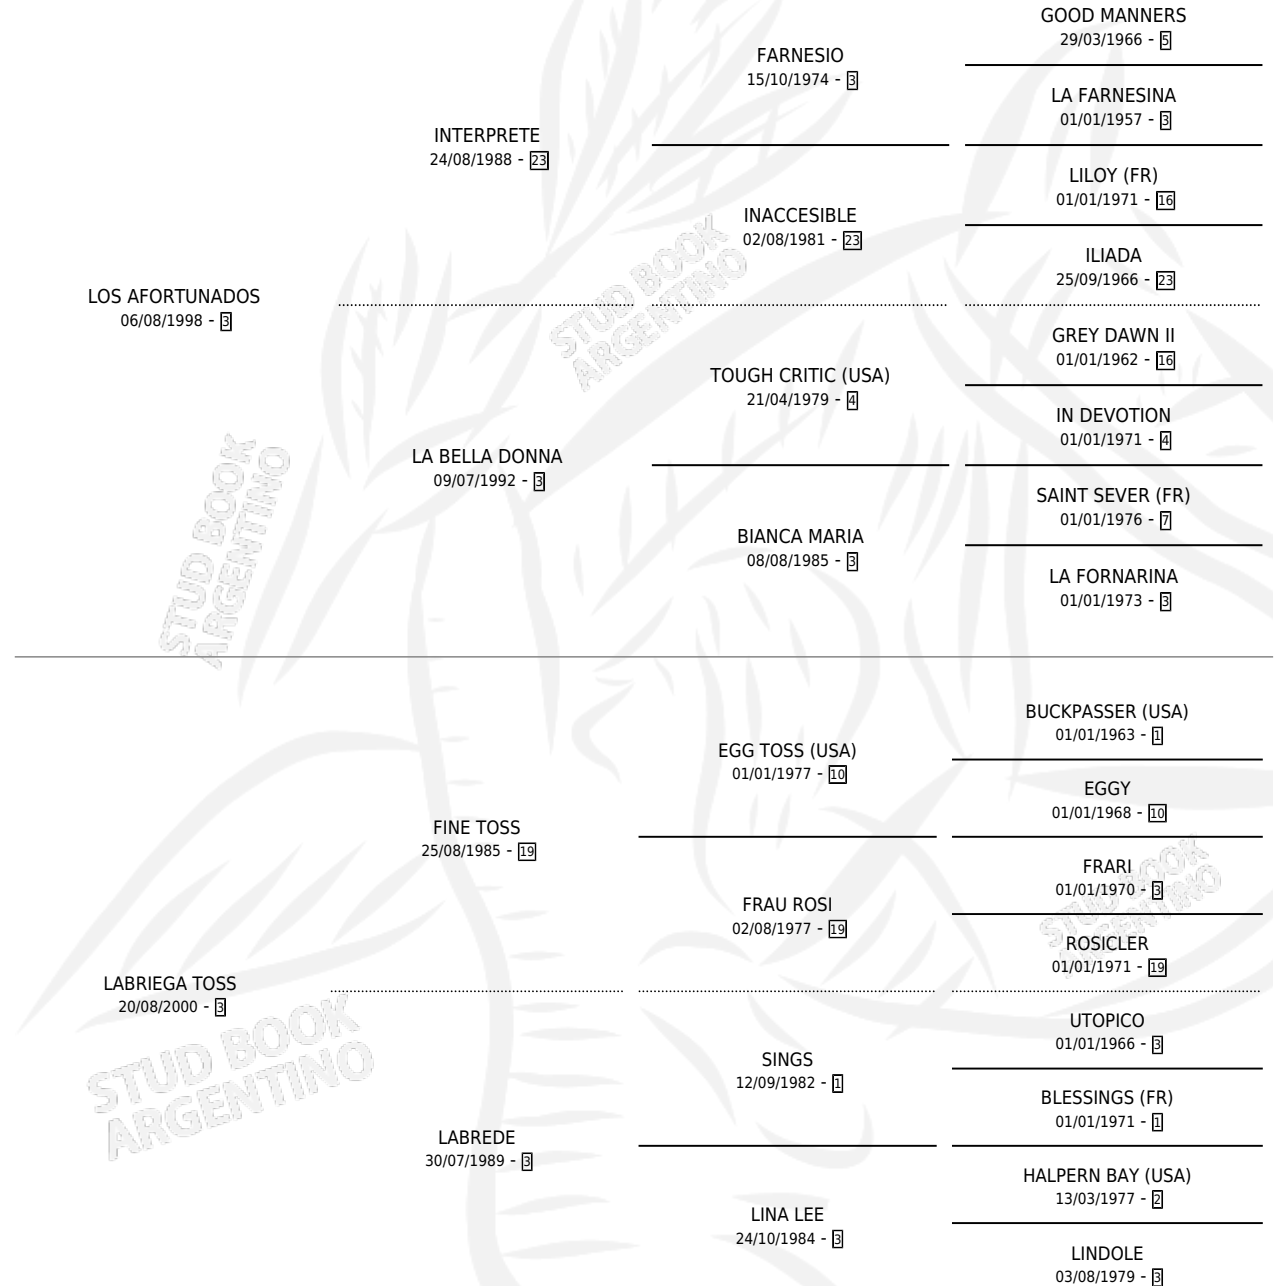 GOOD MANNERS
29/03/1966 - 5
FARNESIO
15/10/1974 - 3
LA FARNESINA
01/01/1957 - 3
INTERPRETE
24/08/1988 - 23
LILOY (FR)
01/01/1971 - 16
INACCESIBLE
02/08/1981 - 23
ILIADA
25/09/1966 - 23
LOS AFORTUNADOS
06/08/1998 - 3
STUD BOOK
ARGENTINO
GREY DAWN II
01/01/1962 - 16
TOUGH CRITIC (USA)
21/04/1979 - 4
IN DEVOTION
01/01/1971 - 4
LA BELLA DONNA
09/07/1992 - 3
SAINT SEVER (FR)
01/01/1976 - 7
BIANCA MARIA
08/08/1985 - 3
LA FORNARINA
01/01/1973 - 3
STUD BOOK
ARGENTINO
BUCKPASSER (USA)
01/01/1963 - 1
EGG TOSS (USA)
01/01/1977 - 10
EGGY
01/01/1968 - 10
FINE TOSS
25/08/1985 - 19
FRARI
01/01/1970 - 3
FRAU ROSI
02/08/1977 - 19
ROSICLER
01/01/1971 - 19
STUD BOOK
ARGENTINO
LABRIEGA TOSS
20/08/2000 - 3
UTOPICO
01/01/1966 - 3
SINGS
12/09/1982 - 1
BLESSINGS (FR)
01/01/1971 - 1
STUD BOOK
ARGENTINO
LABREDE
30/07/1989 - 3
HALPERN BAY (USA)
13/03/1977 - 2
LINA LEE
24/10/1984 - 3
LINDOLE
03/08/1979 - 3